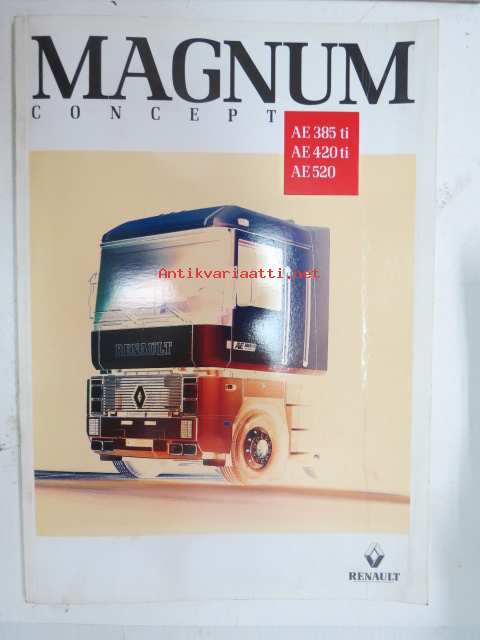 MAGNUM
CONCEPT
AE 385 ti
AE 420 ti
AE 520
Antikvariaatti.net
RENAULT
RENAULT